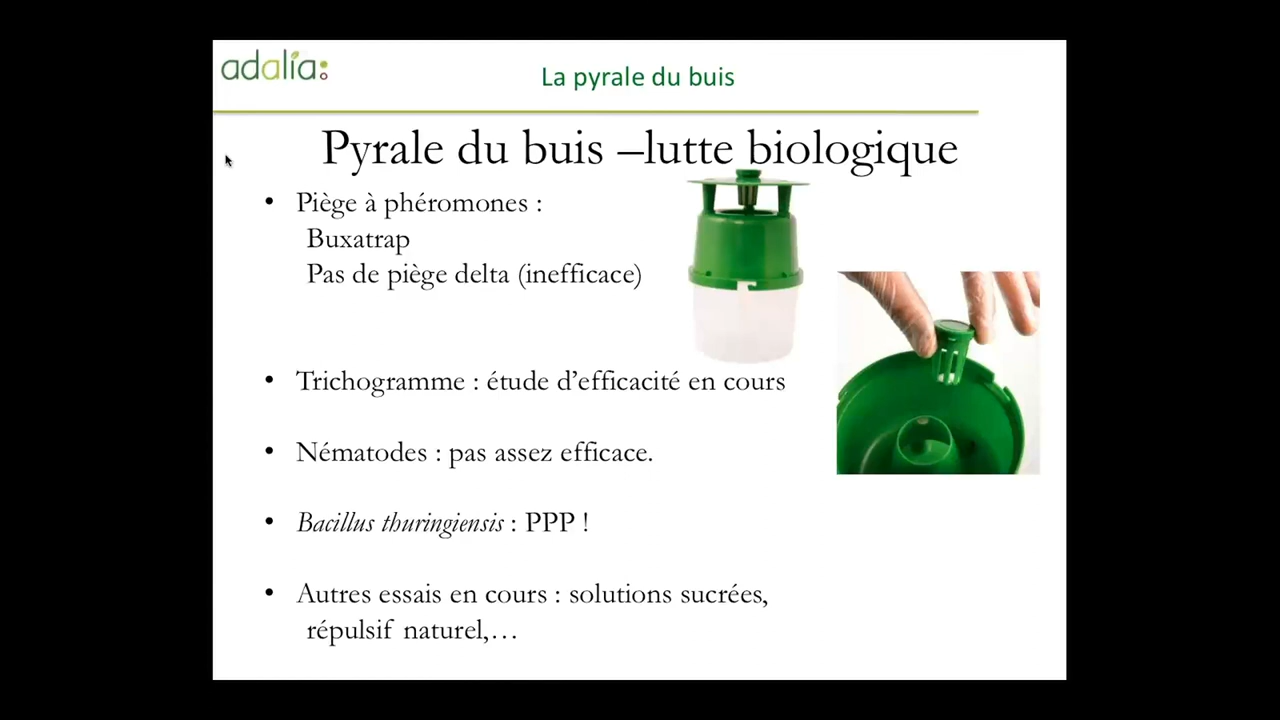 adalia
La pyrale du buis
Pyrale du buis –lutte biologique
• Piège à phéromones :
Buxatrap
Pas de piège delta (inefficace)
• Trichogramme : étude d’efficacité en cours
• Nématodes : pas assez efficace.
• Bacillus thuringiensis : PPP !
• Autres essais en cours : solutions sucrées,
répulsif naturel,…